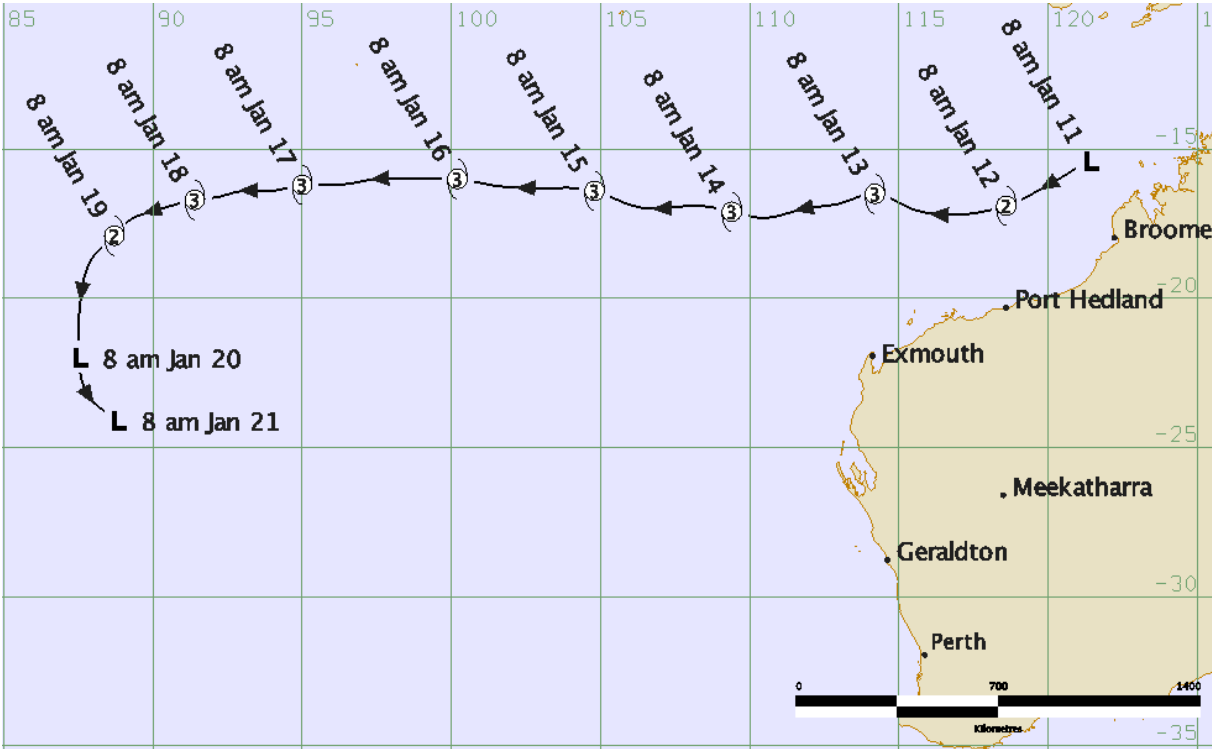 85 90 95 100 105 110 115 120 1
8 am Jan 19
8 am Jan 18
8 am Jan 17
8 am Jan 16
8 am Jan 15
8 am Jan 14
8 am Jan 13
8 am Jan 12
8 am Jan 11
-15
L
2 3 3 3 3 3 3 2
Broome
-20
Port Hedland
Exmouth
L 8 am Jan 20
L 8 am Jan 21
-25
Meekatharra
Geraldton
-30
Perth
0 700 1400
Kilometres
-35